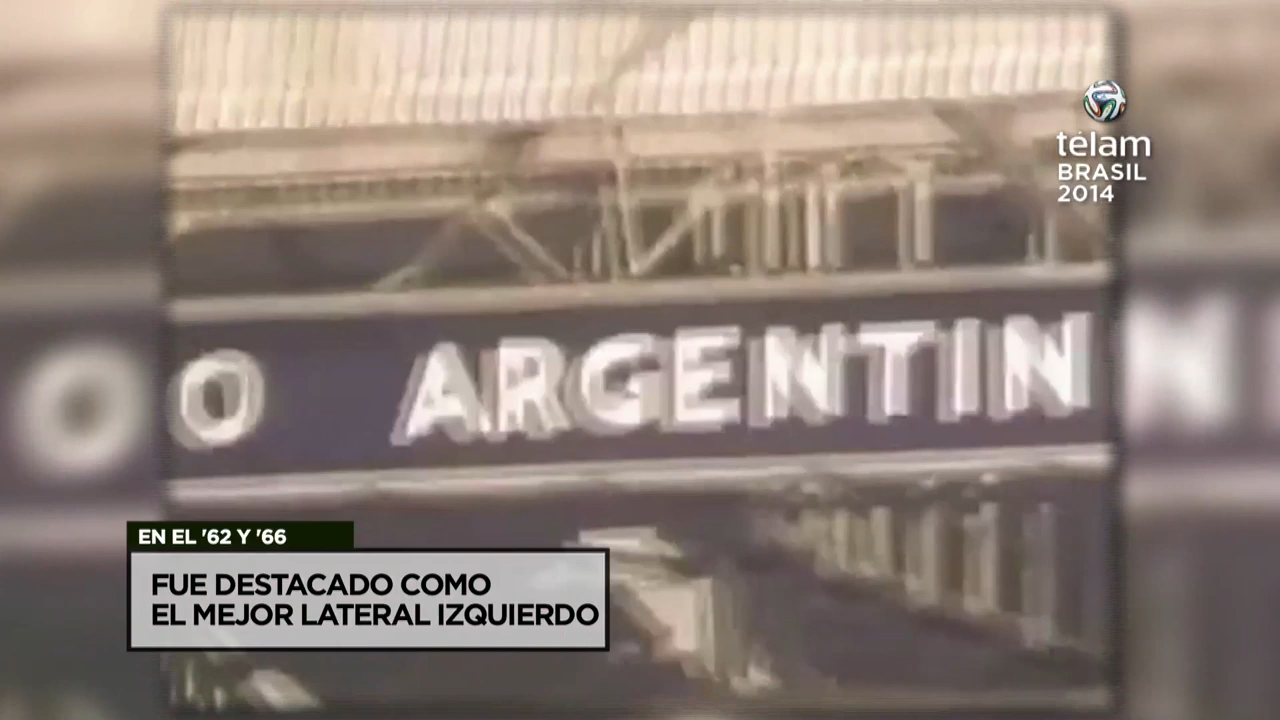 télam
BRASIL
2014
O ARGENTIN
EN EL '62 Y '66
FUE DESTACADO COMO
EL MEJOR LATERAL IZQUIERDO